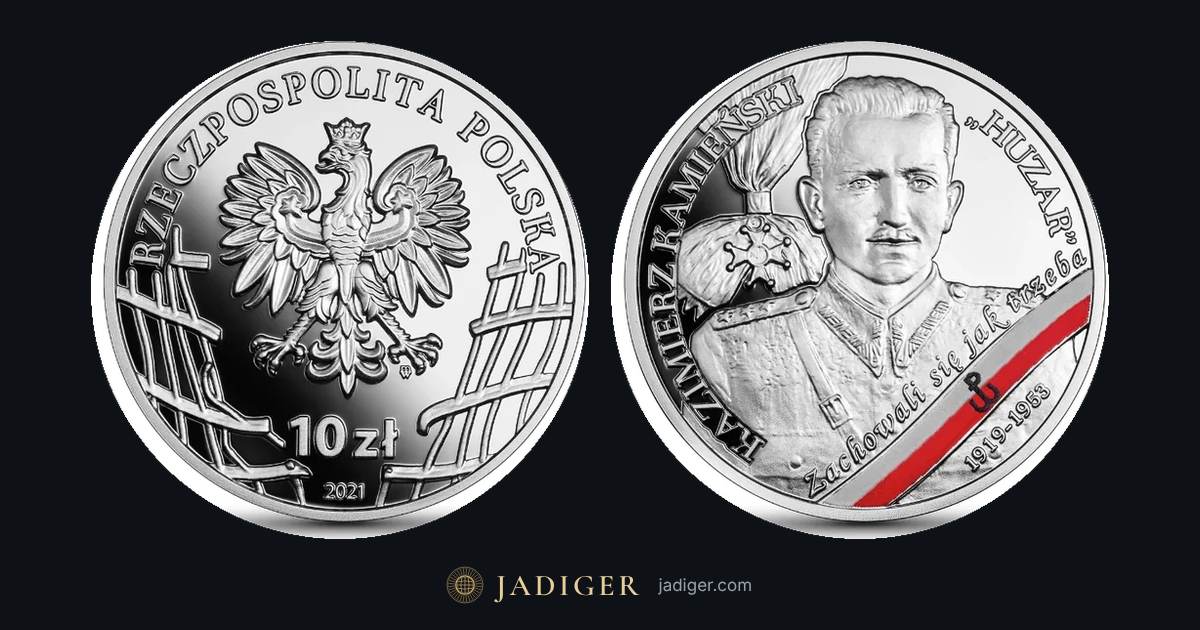 RZECZPOSPOLITA POLSKA
10 zł
2021
KAZIMIERZ KAMIEŃSKI
„HUZAR”
Zachowali się jak trzeba
1919-1953
JADIGER
jadiger.com